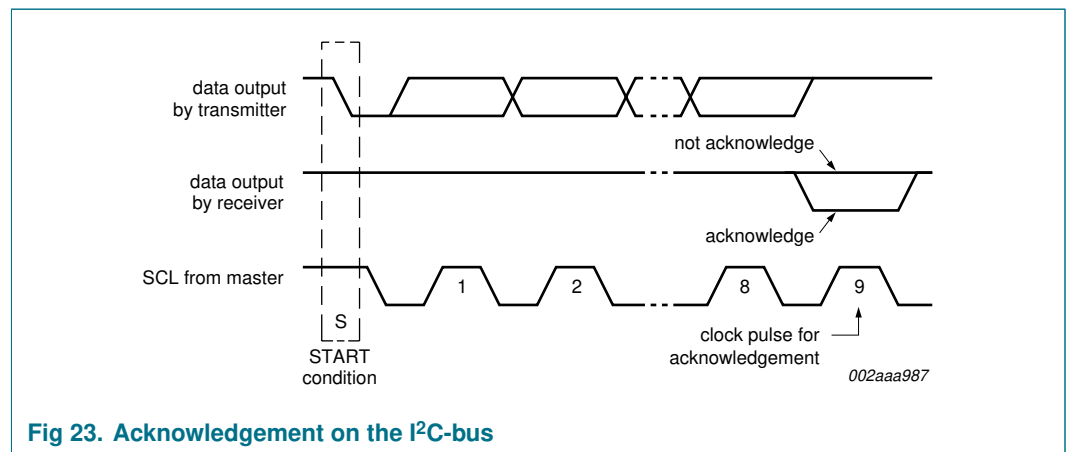 data output
by transmitter
not acknowledge
data output
by receiver
acknowledge
SCL from master
1
2
8
9
S
START
condition
clock pulse for
acknowledgement
002aaa987
Fig 23. Acknowledgement on the I²C-bus